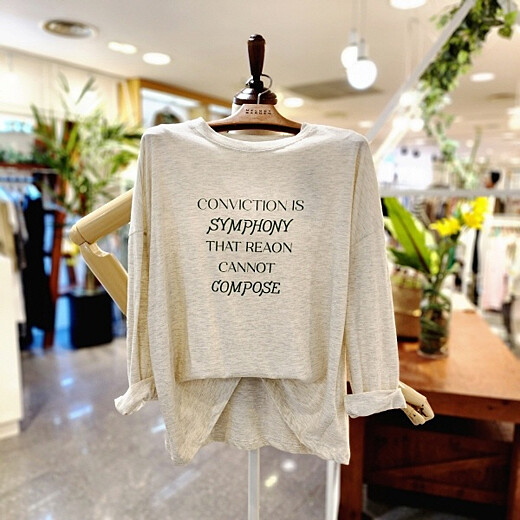 CONVICTION IS
SYMPHONY
THAT REAON
CANNOT
COMPOSE